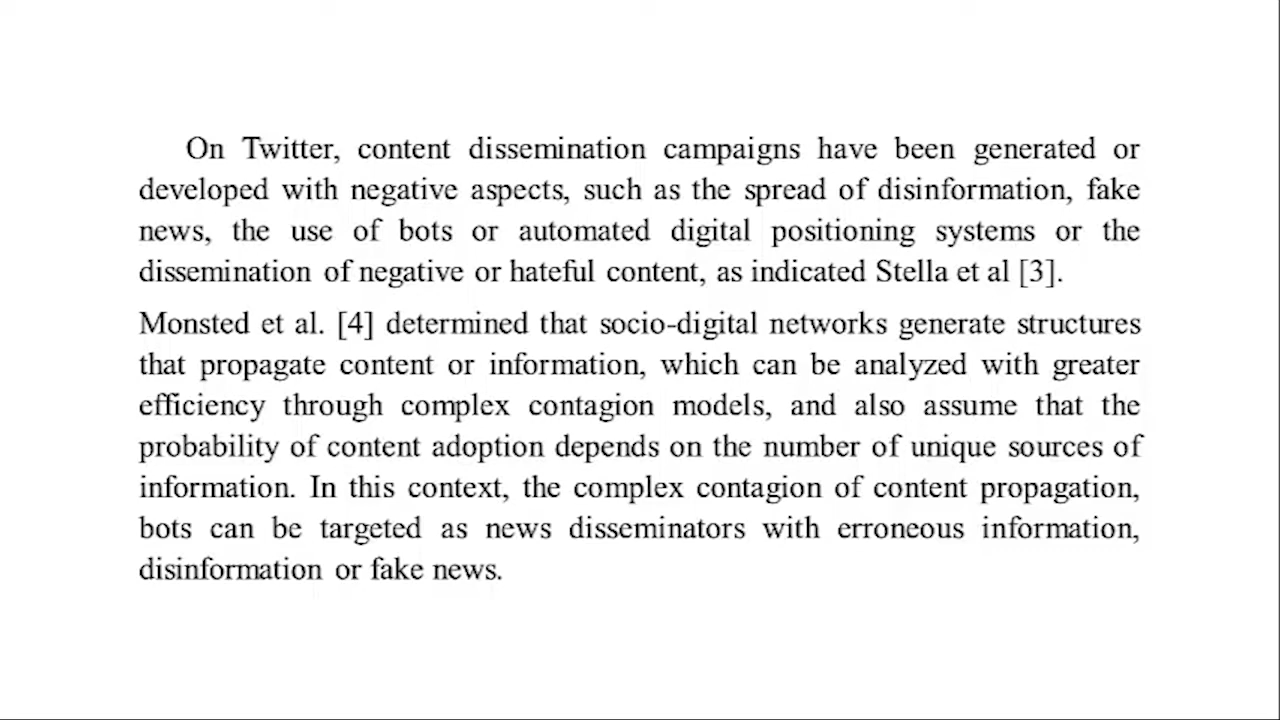 On Twitter, content dissemination campaigns have been generated or
developed with negative aspects, such as the spread of disinformation, fake
news, the use of bots or automated digital positioning systems or the
dissemination of negative or hateful content, as indicated Stella et al [3].
Monsted et al. [4] determined that socio-digital networks generate structures
that propagate content or information, which can be analyzed with greater
efficiency through complex contagion models, and also assume that the
probability of content adoption depends on the number of unique sources of
information. In this context, the complex contagion of content propagation,
bots can be targeted as news disseminators with erroneous information,
disinformation or fake news.